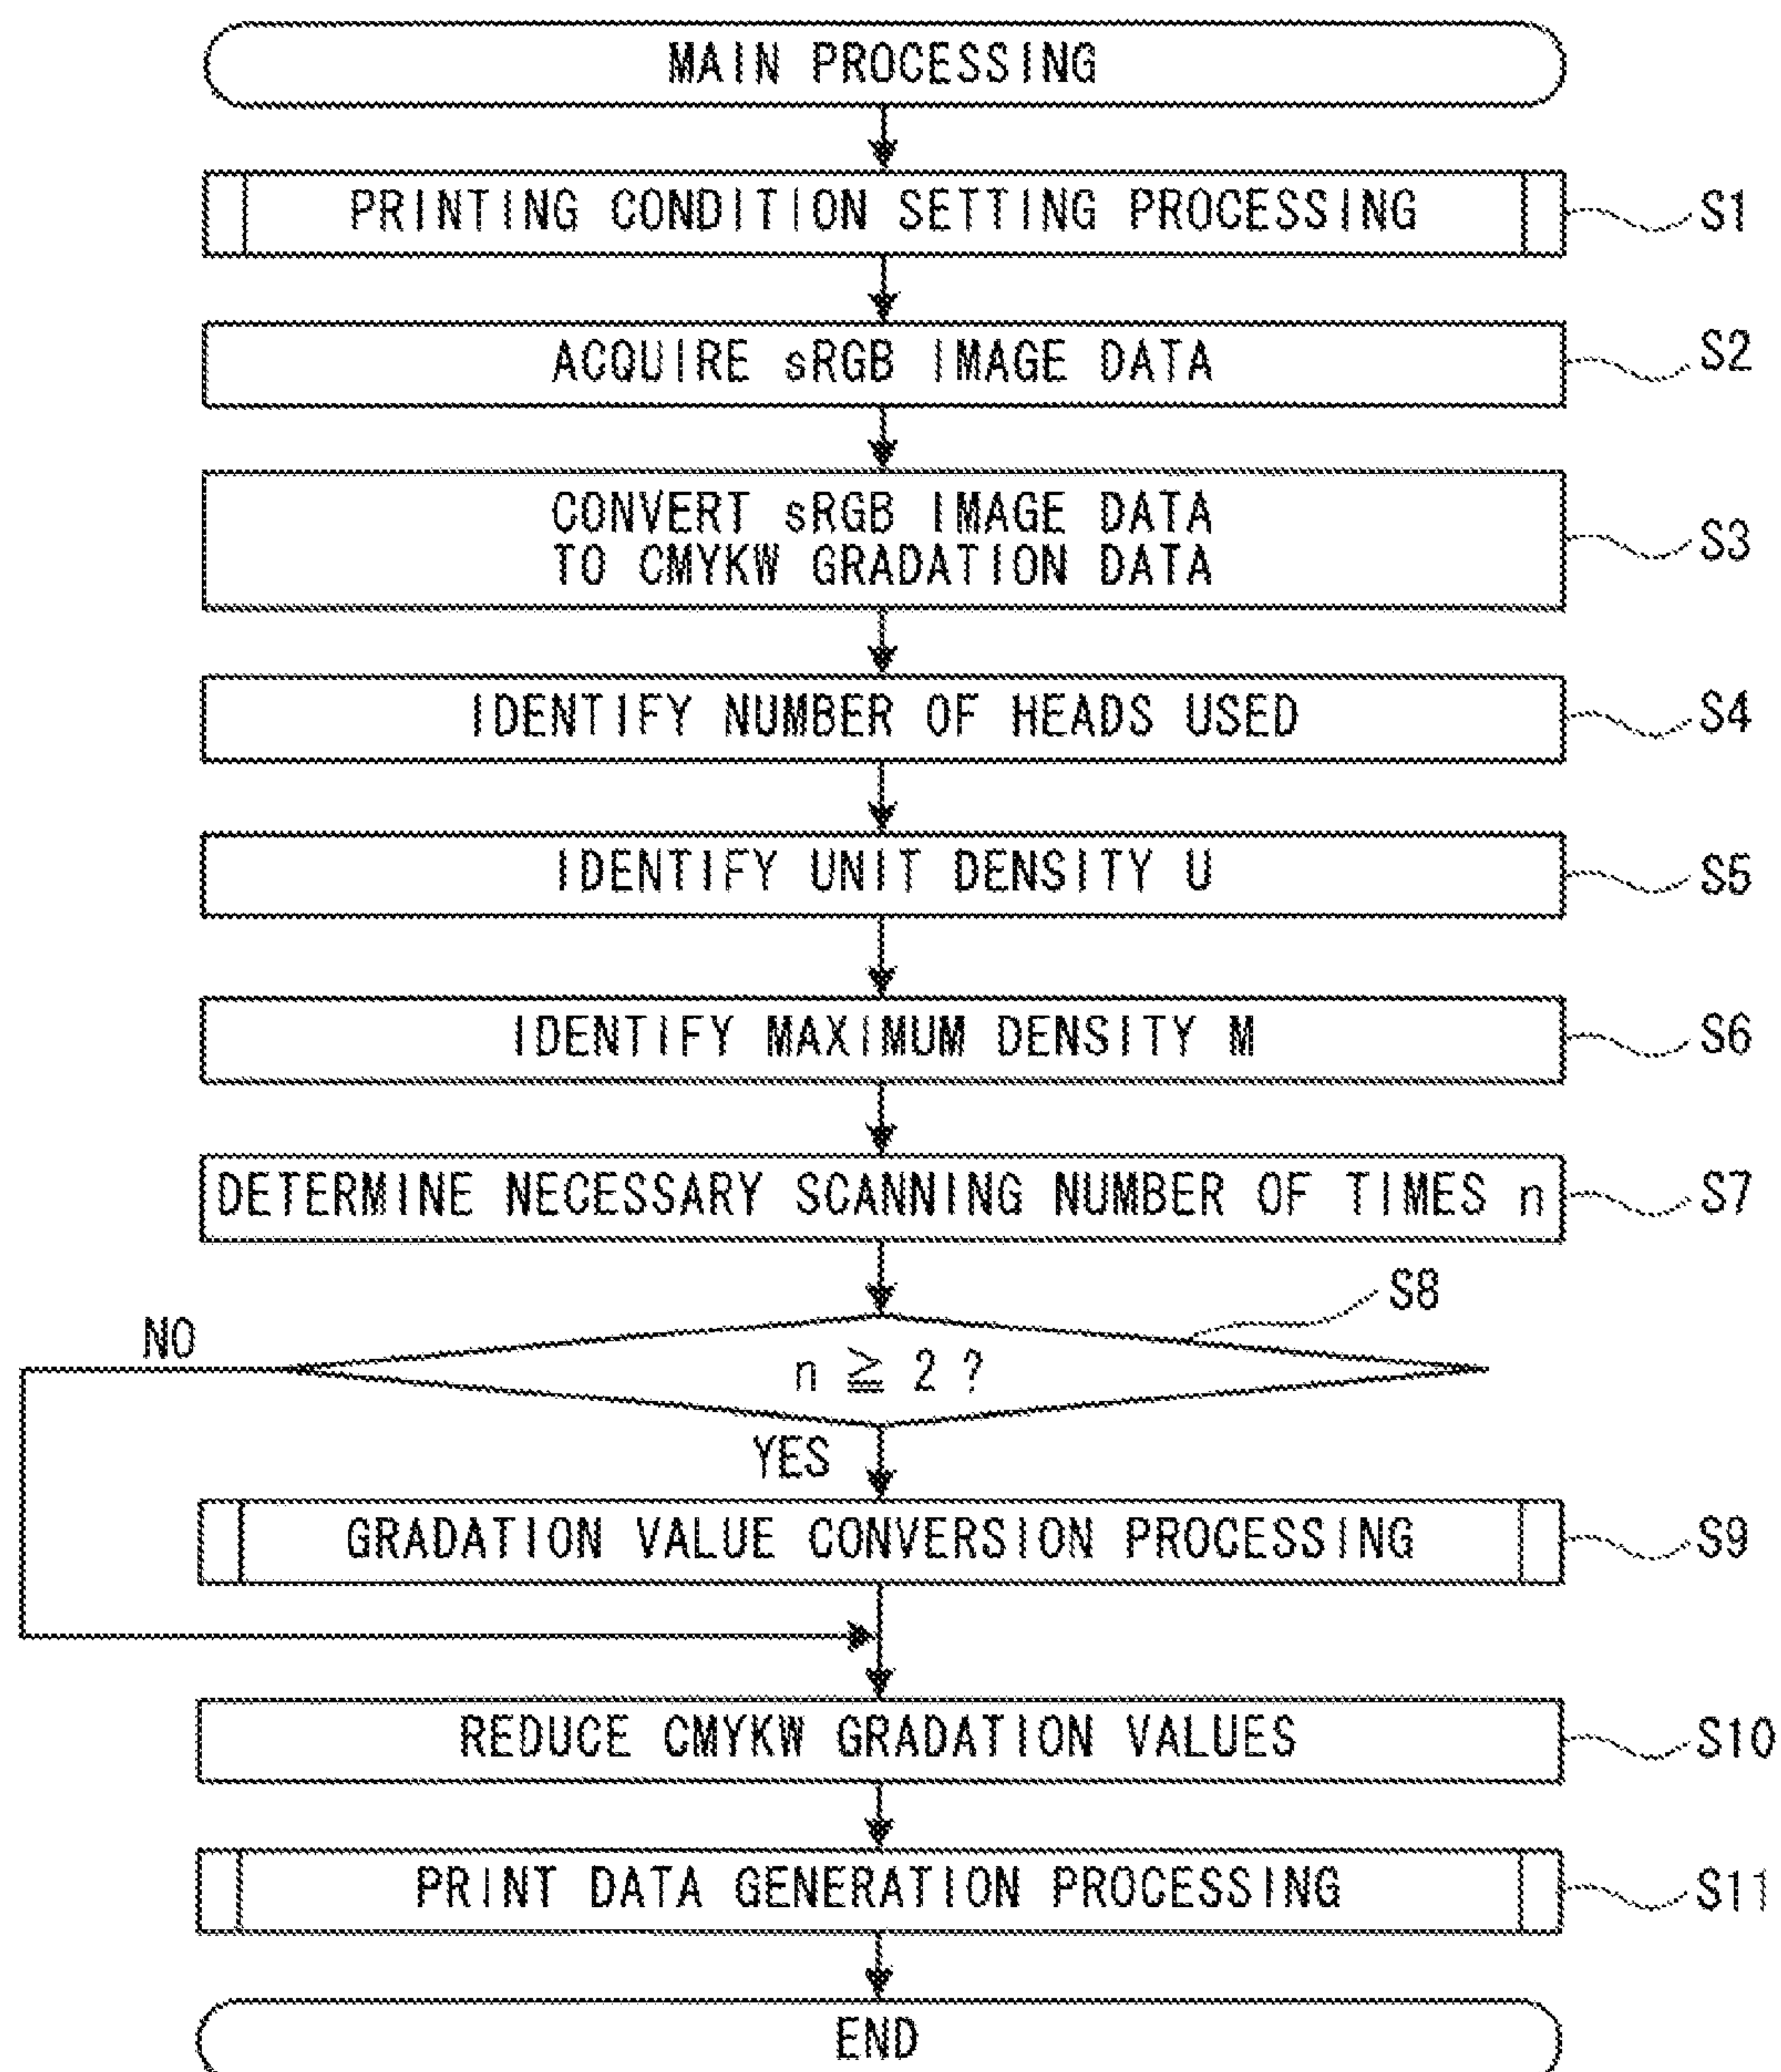 MAIN PROCESSING
PRINTING CONDITION SETTING PROCESSING
S1
ACQUIRE sRGB IMAGE DATA
S2
CONVERT sRGB IMAGE DATA
TO CMYKW GRADATION DATA
S3
IDENTIFY NUMBER OF HEADS USED
S4
IDENTIFY UNIT DENSITY U
S5
IDENTIFY MAXIMUM DENSITY M
S6
DETERMINE NECESSARY SCANNING NUMBER OF TIMES n
S7
S8
NO
n ≧ 2 ?
YES
GRADATION VALUE CONVERSION PROCESSING
S9
REDUCE CMYKW GRADATION VALUES
S10
PRINT DATA GENERATION PROCESSING
S11
END